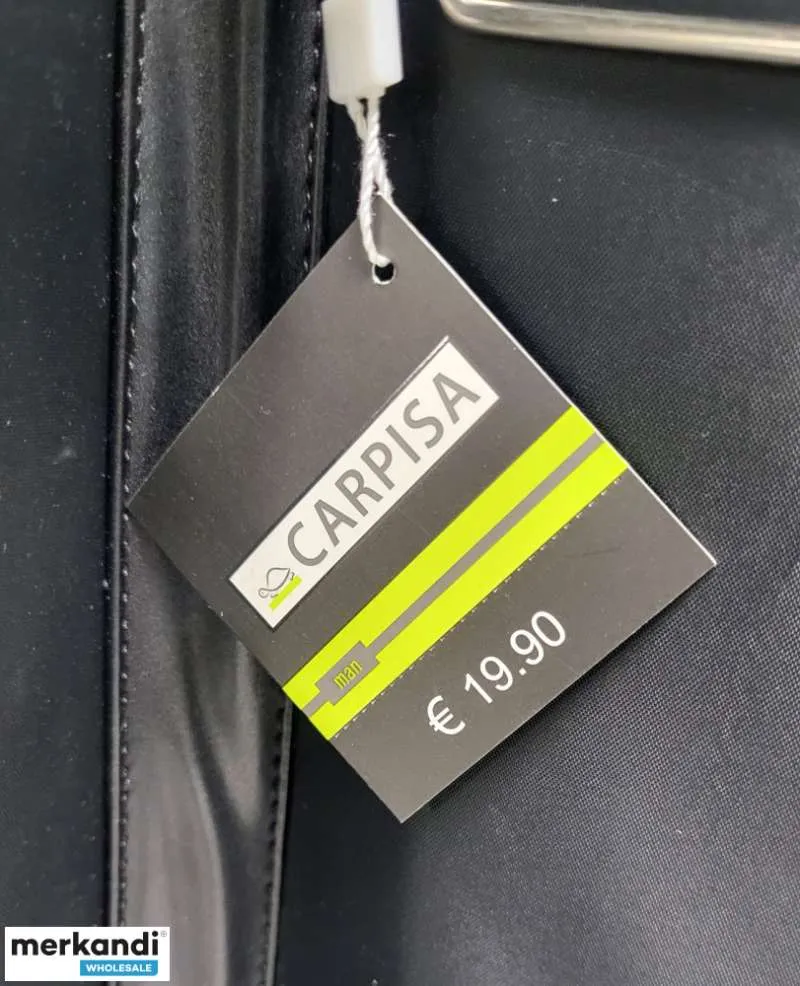 CARPISA
man
€ 19.90
merkandi®
WHOLESALE